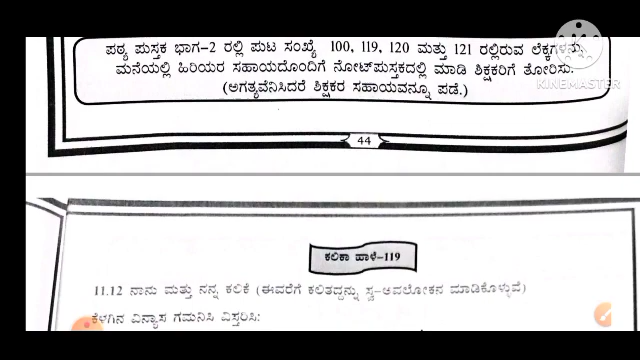 ಪಠ್ಯ ಪುಸ್ತಕ ಭಾಗ-2 ರಲ್ಲಿ ಪುಟ ಸಂಖ್ಯೆ 100, 119, 120 ಮತ್ತು 121 ರಲ್ಲಿರುವ ಲೆಕ್ಕಗಳನ್ನು
ಮನೆಯಲ್ಲಿ ಹಿರಿಯರ ಸಹಾಯದೊಂದಿಗೆ ನೋಟ್‌ಪುಸ್ತಕದಲ್ಲಿ ಮಾಡಿ ಶಿಕ್ಷಕರಿಗೆ ತೋರಿಸು.
KINEMASTER
(ಅಗತ್ಯವೆನಿಸಿದರೆ ಶಿಕ್ಷಕರ ಸಹಾಯವನ್ನೂ ಪಡೆ.)
44
ಕಲಿಕಾ ಹಾಳೆ-119
11.12 ನಾನು ಮತ್ತು ನನ್ನ ಕಲಿಕೆ (ಈವರೆಗೆ ಕಲಿತದ್ದನ್ನು ಸ್ವ-ಅವಲೋಕನ ಮಾಡಿಕೊಳ್ಳುವೆ)
ಕೆಳಗಿನ ವಿನ್ಯಾಸ ಗಮನಿಸಿ ವಿಸ್ತರಿಸಿ: